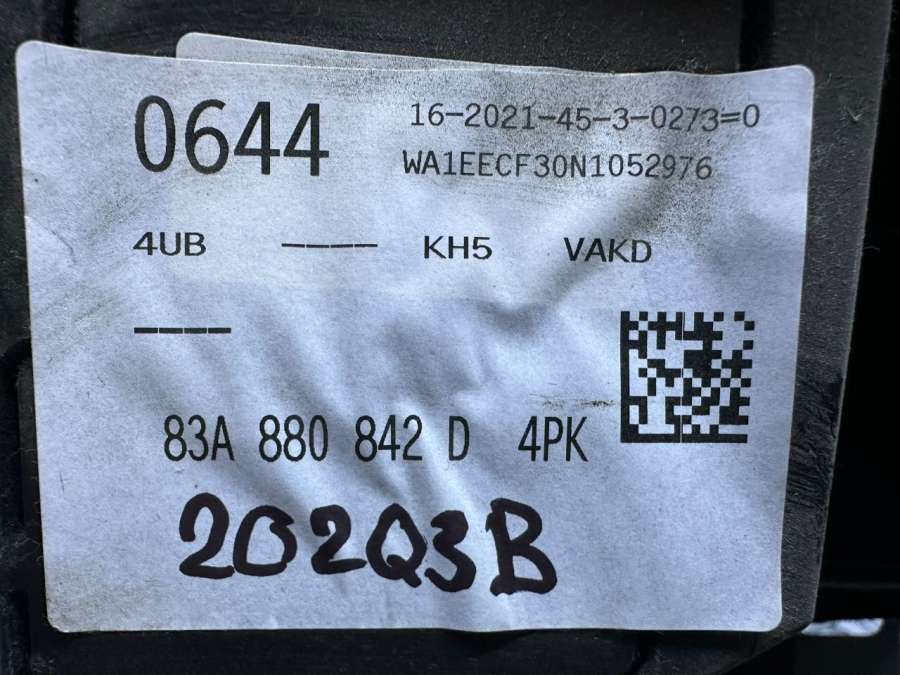 0644
16-2021-45-3-0273=0
WA1EECF30N1052976
4UB ---- KH5 VAKD
----
83A 880 842 D 4PK
202Q3B